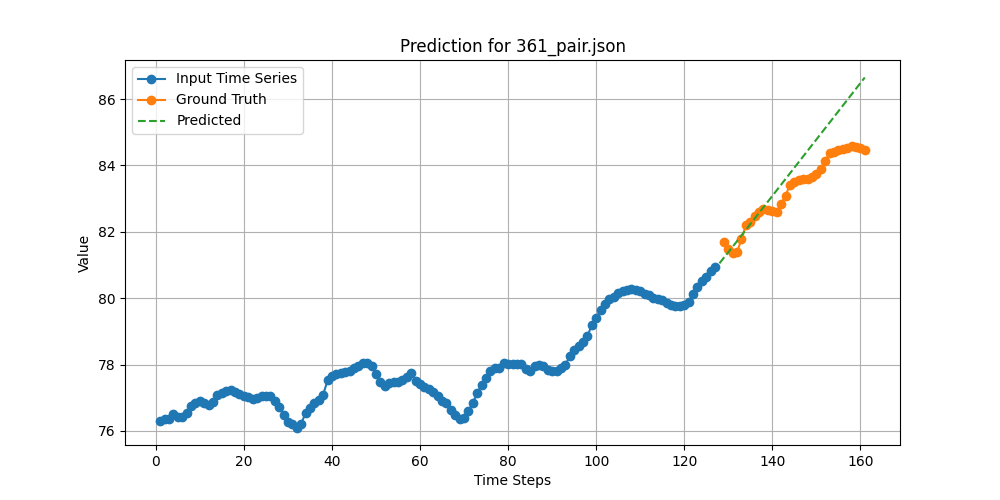 Prediction for 361_pair.json
Input Time Series
Ground Truth
Predicted
86
84
82
80
78
76
Value
0 20 40 60 80 100 120 140 160
Time Steps